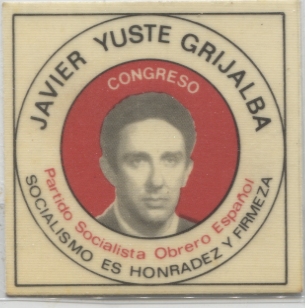 JAVIER YUSTE GRIJALBA
CONGRESO
Partido Socialista Obrero Español
SOCIALISMO ES HONRADEZ Y FIRMEZA